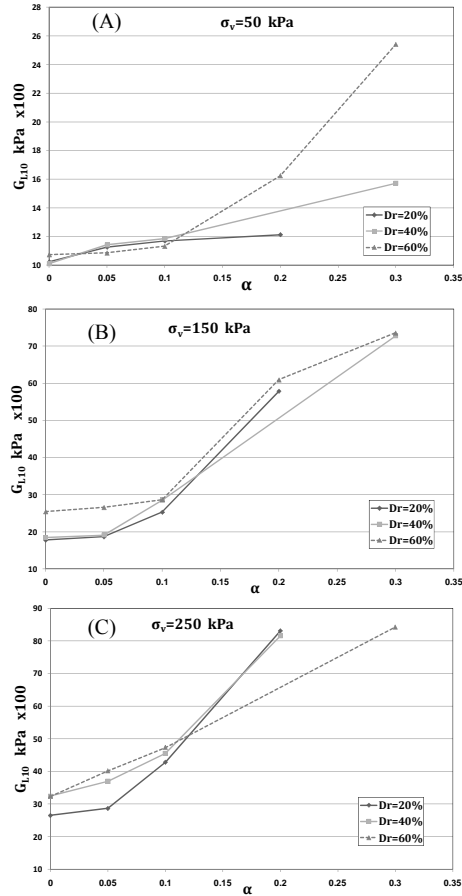 (A)
σv=50 kPa
28
26
24
22
20
18
16
14
12
10
GL10 kPa x100
0
0.05
0.1
0.15
0.2
0.25
0.3
0.35
α
Dr=20%
Dr=40%
Dr=60%
(B)
σv=150 kPa
80
70
60
50
40
30
20
10
GL10 kPa x100
0
0.05
0.1
0.15
0.2
0.25
0.3
0.35
α
Dr=20%
Dr=40%
Dr=60%
(C)
σv=250 kPa
90
80
70
60
50
40
30
20
10
GL10 kPa x100
0
0.05
0.1
0.15
0.2
0.25
0.3
0.35
α
Dr=20%
Dr=40%
Dr=60%